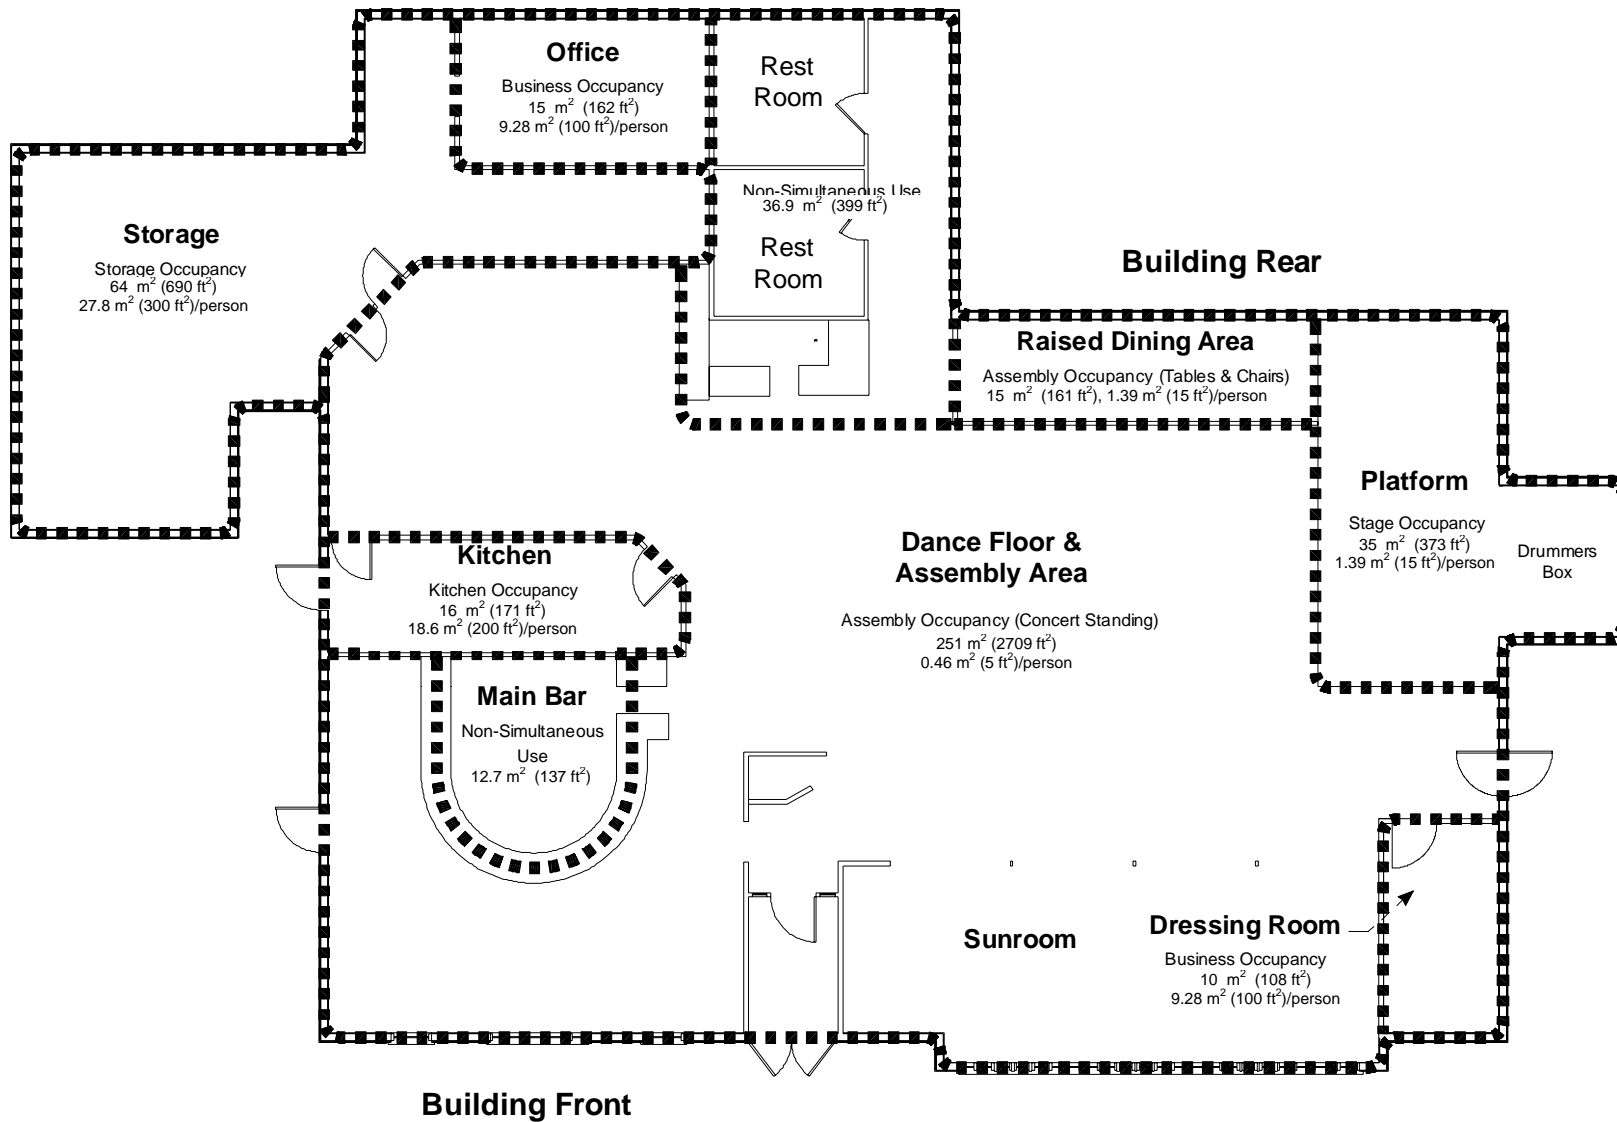 Office
Business Occupancy
15 m² (162 ft²)
9.28 m² (100 ft²)/person
Rest
Room
Non-Simultaneous Use
36.9 m² (399 ft²)
Rest
Room
Storage
Storage Occupancy
64 m² (690 ft²)
27.8 m² (300 ft²)/person
Building Rear
Raised Dining Area
Assembly Occupancy (Tables & Chairs)
15 m² (161 ft²), 1.39 m² (15 ft²)/person
Platform
Stage Occupancy
35 m² (373 ft²)
1.39 m² (15 ft²)/person
Drummers
Box
Kitchen
Kitchen Occupancy
16 m² (171 ft²)
18.6 m² (200 ft²)/person
Dance Floor &
Assembly Area
Assembly Occupancy (Concert Standing)
251 m² (2709 ft²)
0.46 m² (5 ft²)/person
Main Bar
Non-Simultaneous
Use
12.7 m² (137 ft²)
Sunroom
Dressing Room
Business Occupancy
10 m² (108 ft²)
9.28 m² (100 ft²)/person
Building Front